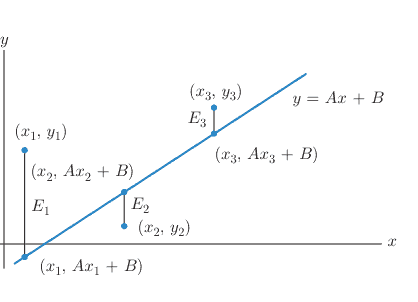 y
(x₃, y₃)
y = Ax + B
E₃
(x₁, y₁)
(x₃, Ax₃ + B)
(x₂, Ax₂ + B)
E₁
E₂
(x₂, y₂)
x
(x₁, Ax₁ + B)